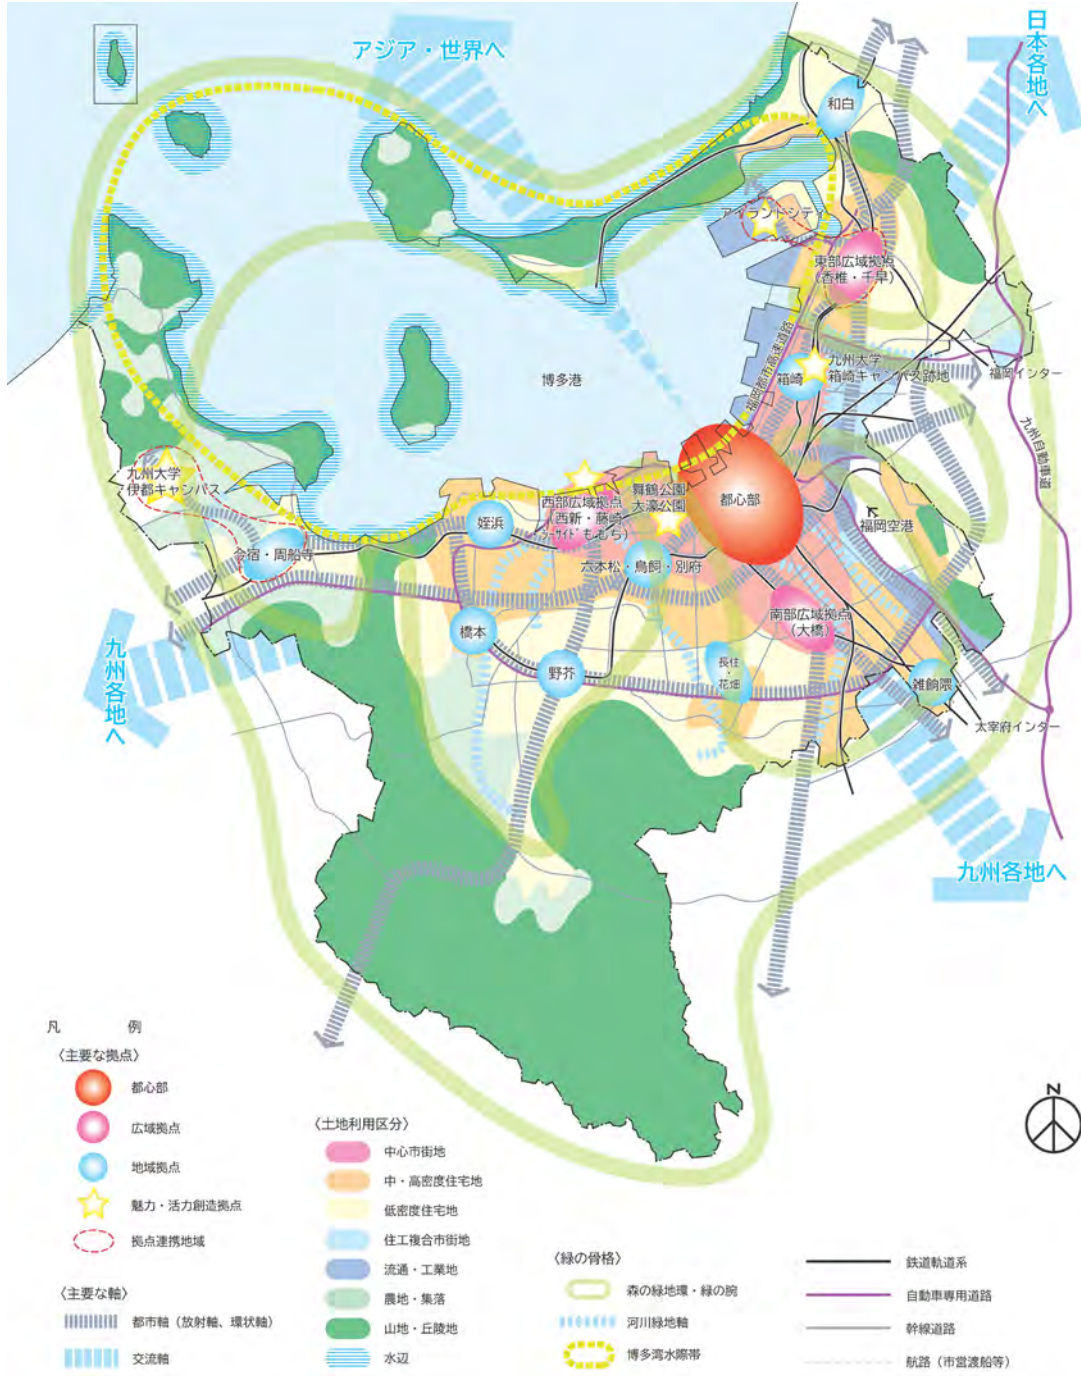 アジア・世界へ
日本各地へ
和白
アイランドシティ
東部広域拠点
(香椎・千早)
福岡都市高速道路
博多港
箱崎
九州大学
箱崎キャンパス跡地
福岡インター
九州自動車道
九州大学
伊都キャンパス
今宿・周船寺
姪浜
西部広域拠点
(西新・藤崎
シーサイドももち)
舞鶴公園
大濠公園
都心部
福岡空港
六本松・鳥飼・別府
南部広域拠点
(大橋)
橋本
野芥
長住
・
花畑
雑餉隈
太宰府インター
九州各地へ
九州各地へ
凡 例
〈主要な拠点〉
都心部
広域拠点
地域拠点
魅力・活力創造拠点
拠点連携地域
〈主要な軸〉
都市軸(放射軸、環状軸)
交流軸
〈土地利用区分〉
中心市街地
中・高密度住宅地
低密度住宅地
住工複合市街地
流通・工業地
農地・集落
山地・丘陵地
水辺
〈緑の骨格〉
森の緑地環・緑の腕
河川緑地軸
博多湾水際帯
鉄道軌道系
自動車専用道路
幹線道路
航路(市営渡船等)
N